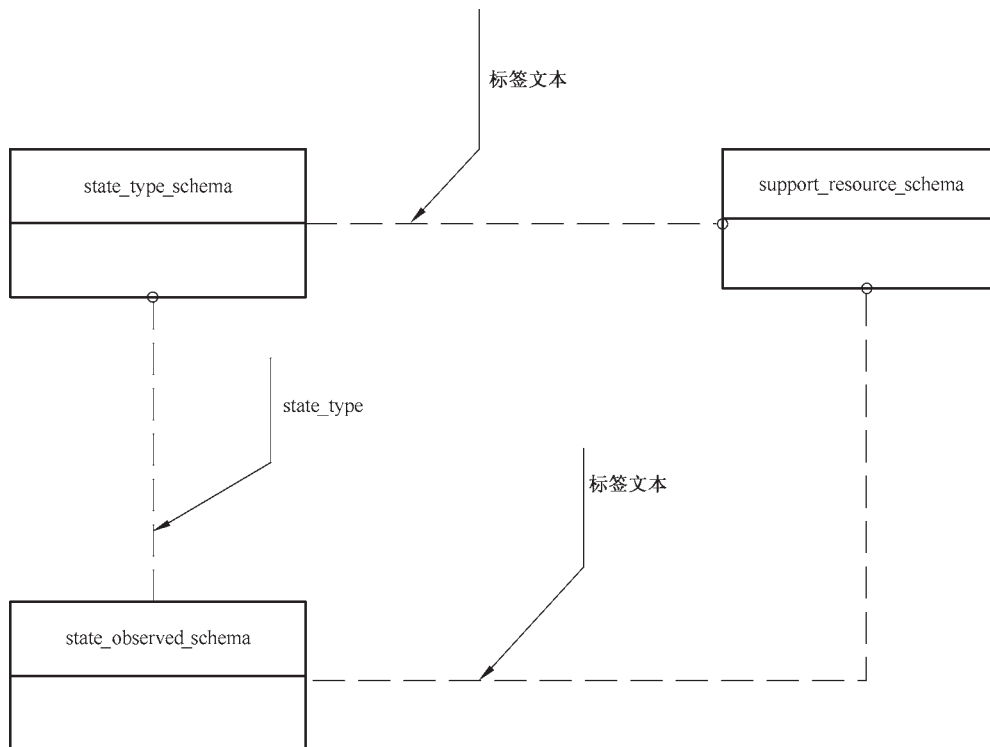 标签文本
state_type_schema
support_resource_schema
state_type
标签文本
state_observed_schema